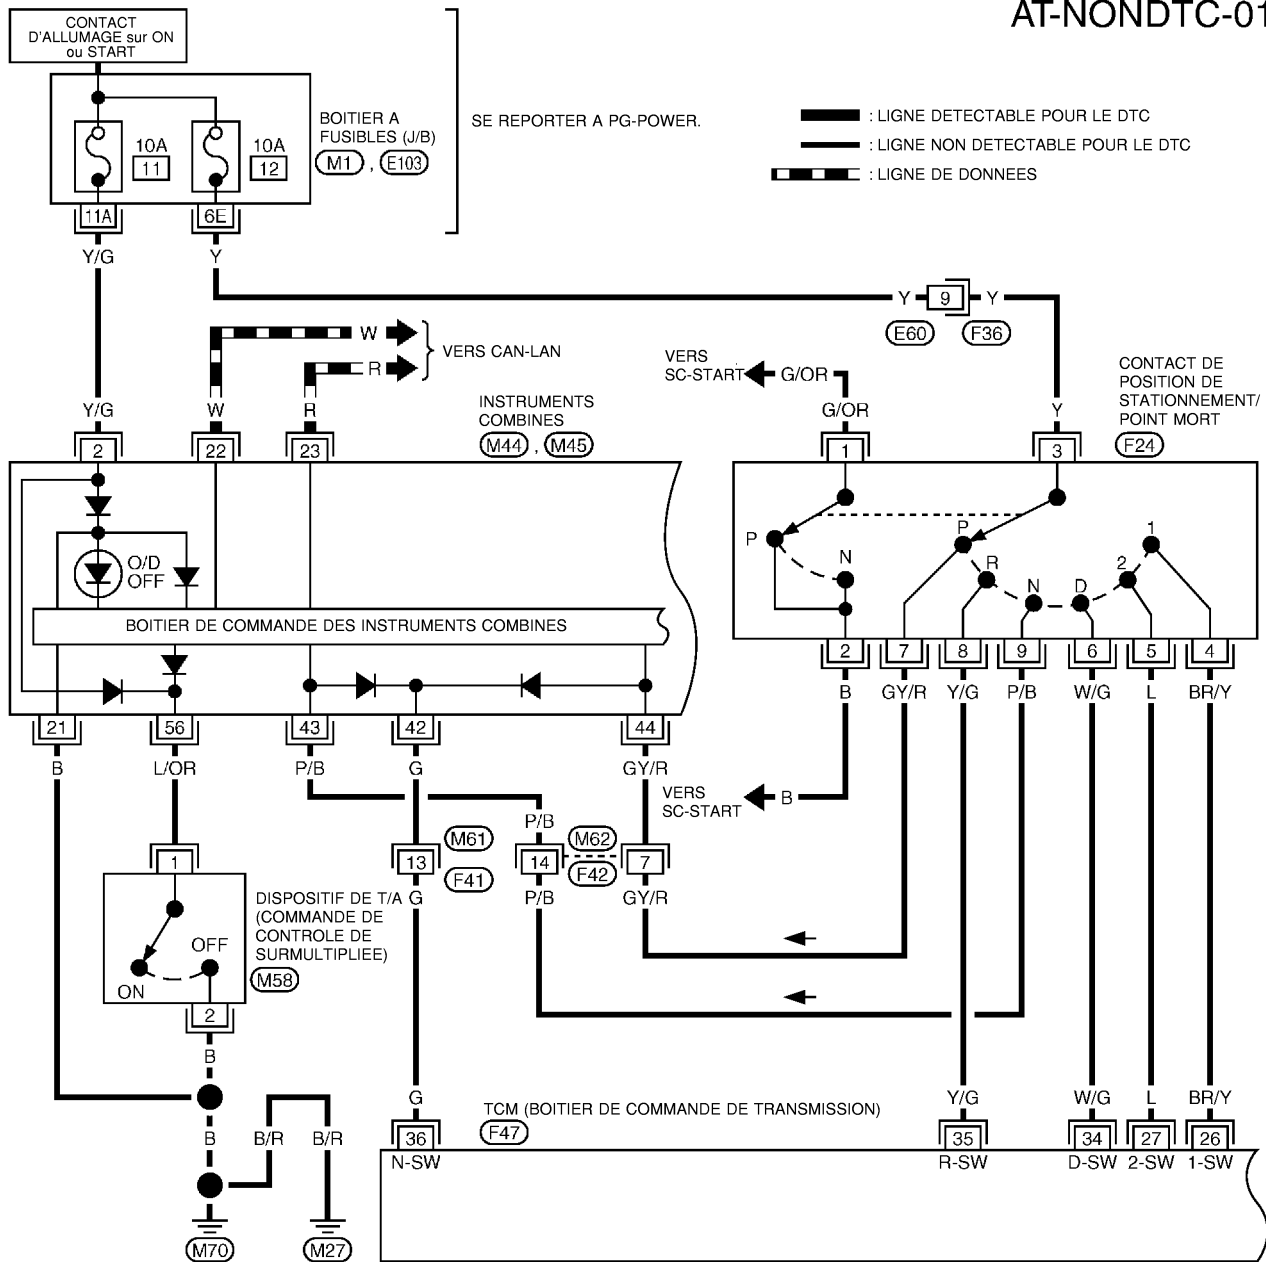 AT-NONDTC-01
CONTACT
D'ALLUMAGE sur ON
ou START
BOITIER A
FUSIBLES (J/B)
M1 , E103
10A
11
10A
12
SE REPORTER A PG-POWER.
: LIGNE DETECTABLE POUR LE DTC
: LIGNE NON DETECTABLE POUR LE DTC
: LIGNE DE DONNEES
11A
6E
Y/G
Y
Y
9
Y
E60
F36
W
R
VERS CAN-LAN
VERS
SC-START
G/OR
CONTACT DE
POSITION DE
STATIONNEMENT/
POINT MORT
F24
Y/G
W
R
INSTRUMENTS
COMBINES
M44 , M45
G/OR
Y
2
22
23
1
3
O/D
OFF
BOITIER DE COMMANDE DES INSTRUMENTS COMBINES
P
N
P
R
N
D
2
1
2
7
8
9
6
5
4
B
GY/R
Y/G
P/B
W/G
L
BR/Y
21
56
43
42
44
B
L/OR
P/B
G
GY/R
VERS
SC-START
B
P/B
M61
M62
1
13
14
7
F41
F42
G
P/B
GY/R
DISPOSITIF DE T/A
(COMMANDE DE
CONTROLE DE
SURMULTIPLIEE)
M58
OFF
ON
2
B
B
B/R
B/R
M70
M27
G
Y/G
W/G
L
BR/Y
TCM (BOITIER DE COMMANDE DE TRANSMISSION)
F47
36
35
34
27
26
N-SW
R-SW
D-SW
2-SW
1-SW